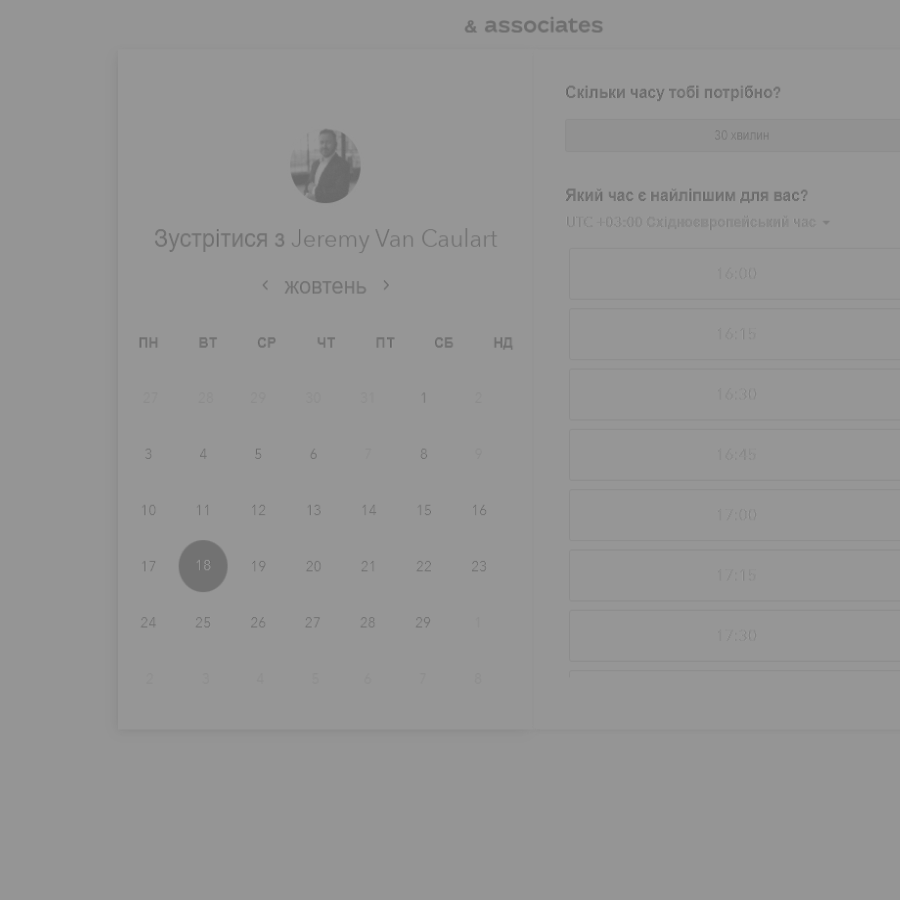 & associates
Зустрітися з Jeremy Van Caulart
жовтень
ПН ВТ СР ЧТ ПТ СБ НД
27 28 29 30 31 1 2
3 4 5 6 7 8 9
10 11 12 13 14 15 16
17 18 19 20 21 22 23
24 25 26 27 28 29 1
2 3 4 5 6 7 8
Скільки часу тобі потрібно?
30 хвилин
Який час є найліпшим для вас?
UTC +03:00 Східноєвропейський час
16:00
16:15
16:30
16:45
17:00
17:15
17:30